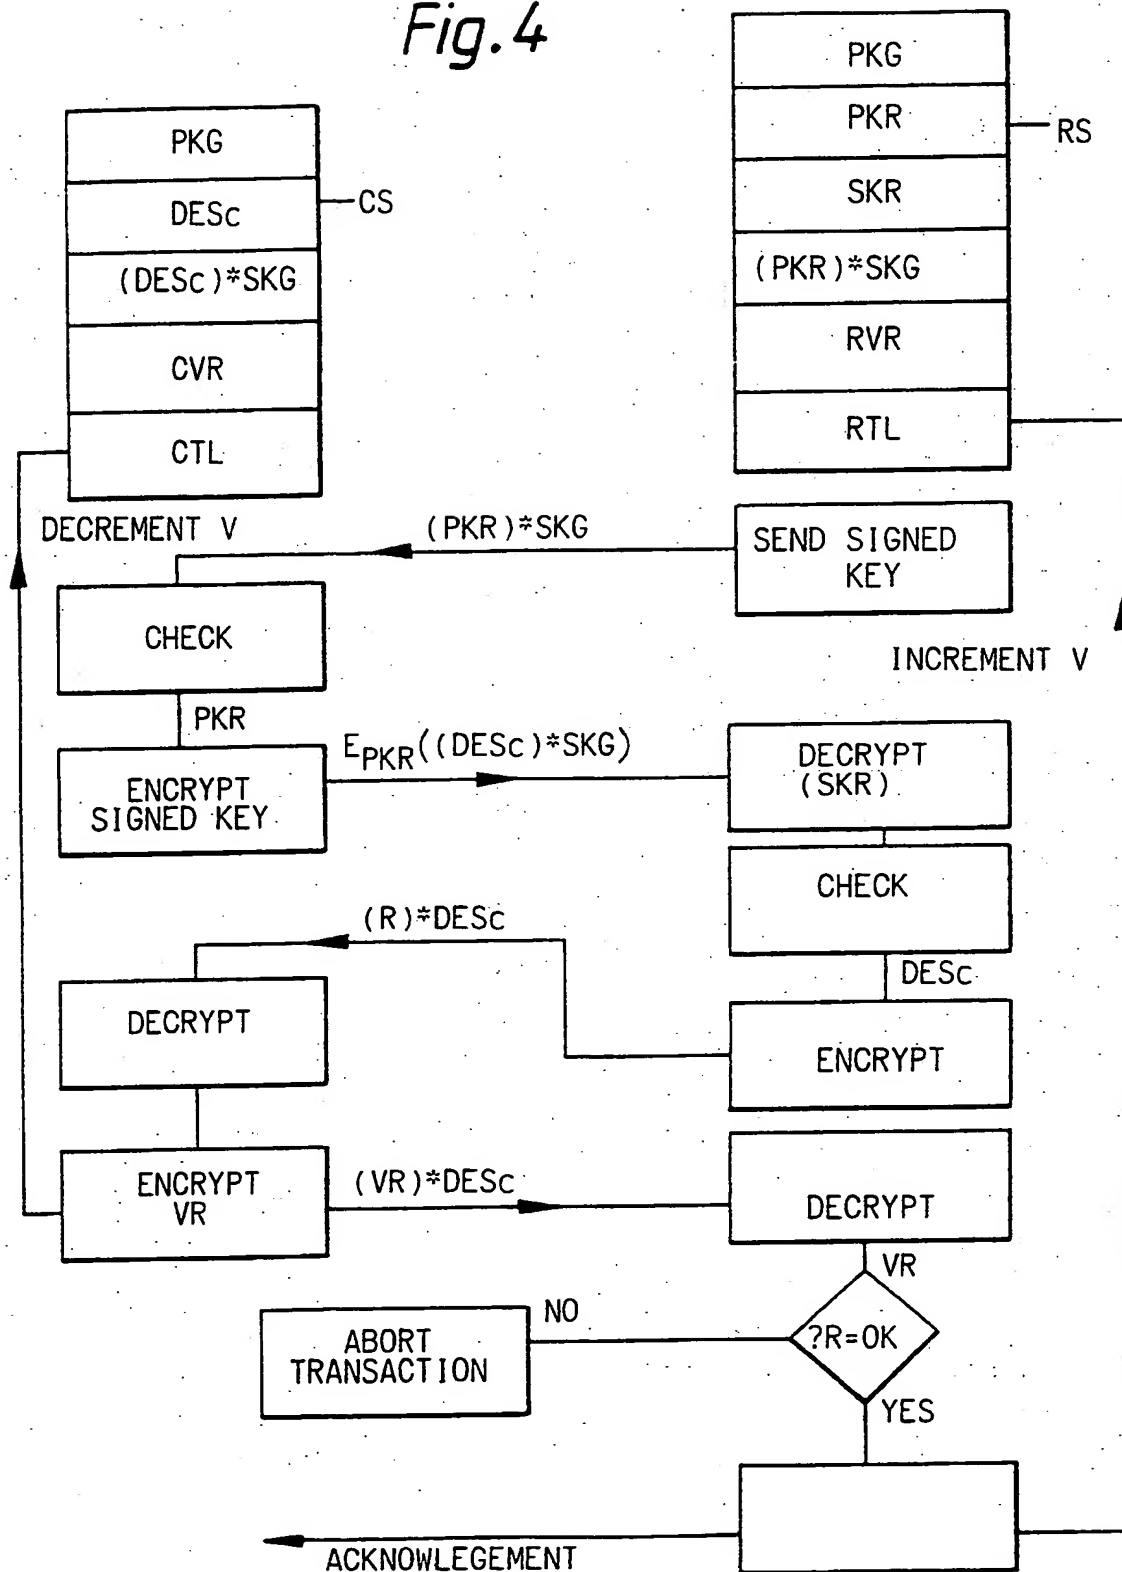 Fig. 4
PKG
DESc
CS
(DESc)*SKG
CVR
CTL
PKG
PKR
RS
SKR
(PKR)*SKG
RVR
RTL
DECREMENT V
(PKR)*SKG
SEND SIGNED
KEY
CHECK
INCREMENT V
PKR
ENCRYPT
SIGNED KEY
EPKR((DESc)*SKG)
DECRYPT
(SKR)
CHECK
(R)*DESc
DESc
DECRYPT
ENCRYPT
ENCRYPT
VR
(VR)*DESc
DECRYPT
VR
NO
?R=OK
ABORT
TRANSACTION
YES
ACKNOWLEGEMENT